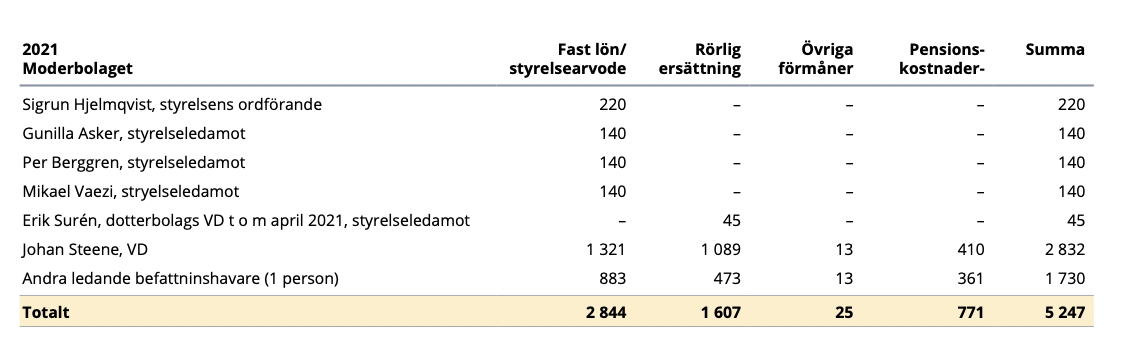 2021 Fast lön/ Rörlig Övriga Pensions- Summa
Moderbolaget styrelsearvode ersättning förmåner kostnader-
Sigrun Hjelmqvist, styrelsens ordförande 220 – – – 220
Gunilla Asker, styrelseledamot 140 – – – 140
Per Berggren, styrelseledamot 140 – – – 140
Mikael Vaezi, stryelseledamot 140 – – – 140
Erik Surén, dotterbolags VD t o m april 2021, styrelseledamot – 45 – – 45
Johan Steene, VD 1 321 1 089 13 410 2 832
Andra ledande befattninshavare (1 person) 883 473 13 361 1 730
Totalt 2 844 1 607 25 771 5 247